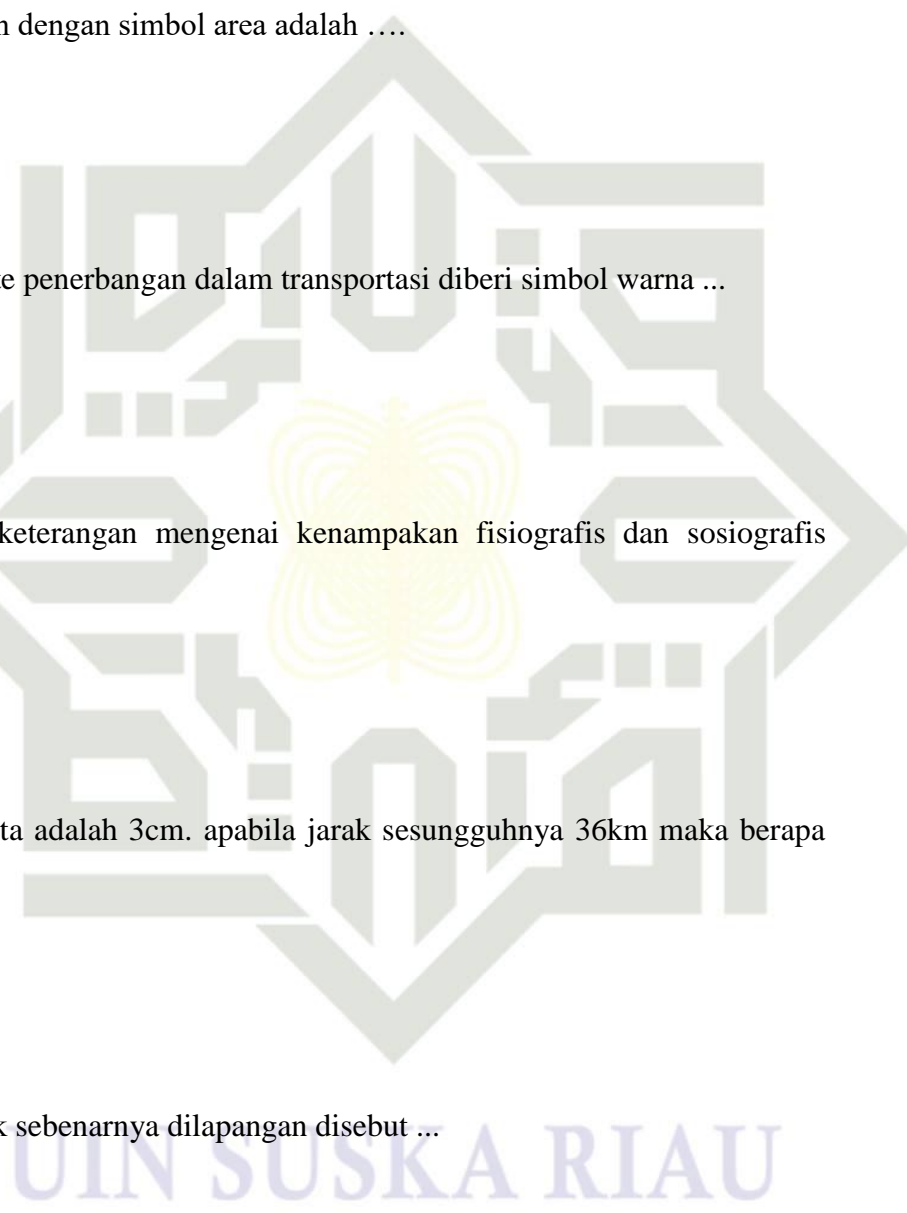 dengan simbol area adalah ….
penerbangan dalam transportasi diberi simbol warna ...
keterangan mengenai kenampakan fisiografis dan sosiografis
adalah 3cm. apabila jarak sesungguhnya 36km maka berapa
sebenarnya dilapangan disebut ...
UIN SUSKA RIAU